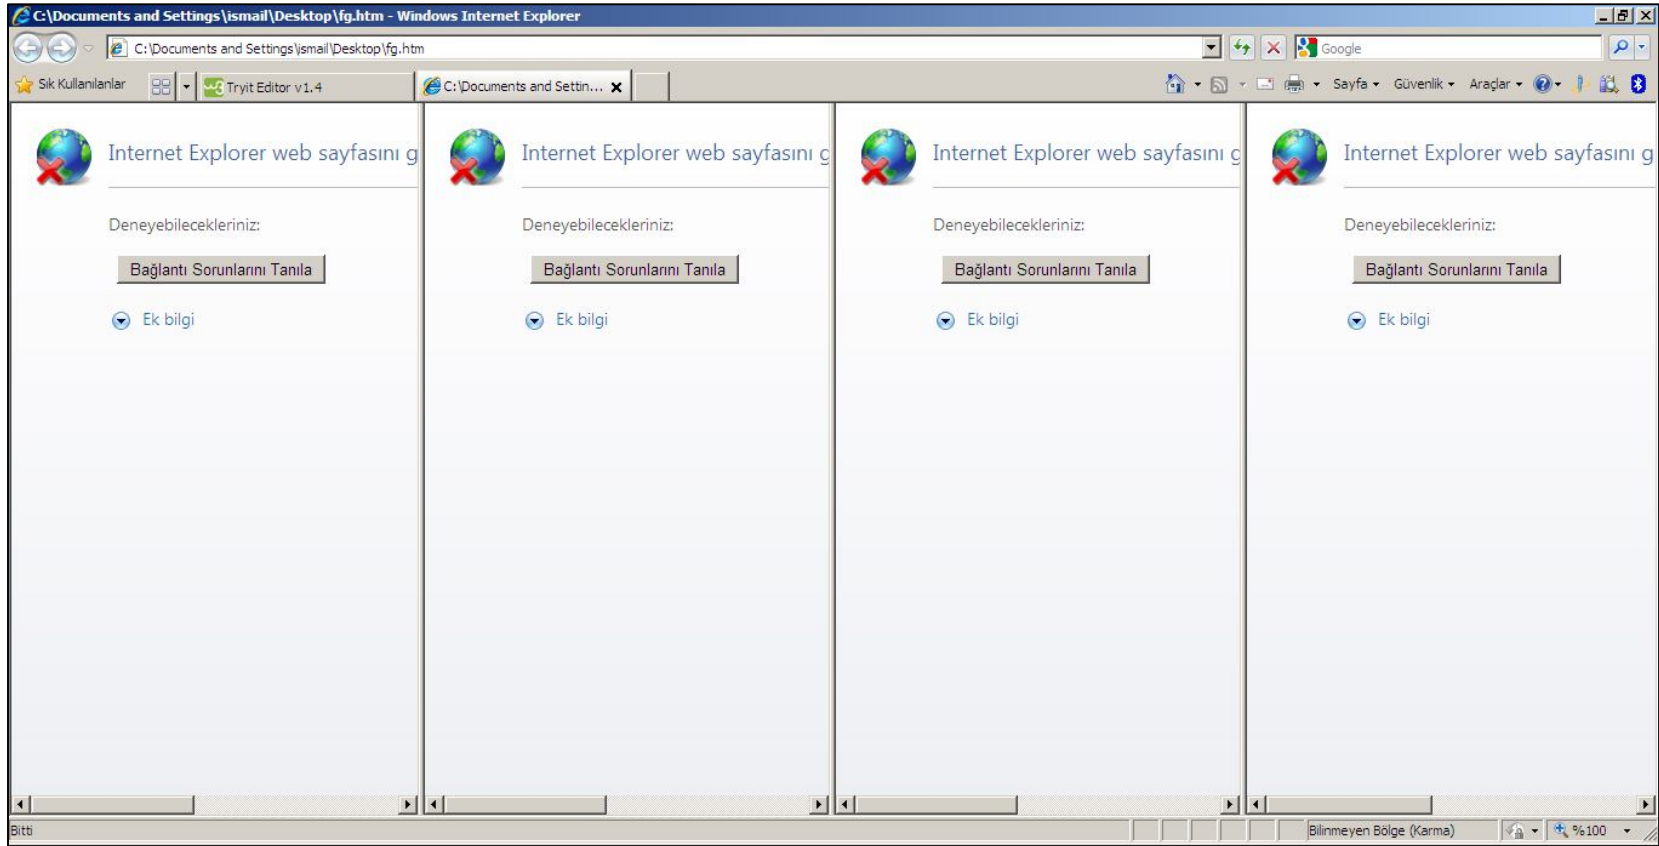 C:\Documents and Settings\ismail\Desktop\fg.htm - Windows Internet Explorer
C:\Documents and Settings\ismail\Desktop\fg.htm
Google
Sık Kullanılanlar
Tryit Editor v1.4
C:\Documents and Settin...
Sayfa
Güvenlik
Araçlar
Internet Explorer web sayfasını g
Deneyebilecekleriniz:
Bağlantı Sorunlarını Tanıla
Ek bilgi
Internet Explorer web sayfasını g
Deneyebilecekleriniz:
Bağlantı Sorunlarını Tanıla
Ek bilgi
Internet Explorer web sayfasını g
Deneyebilecekleriniz:
Bağlantı Sorunlarını Tanıla
Ek bilgi
Internet Explorer web sayfasını g
Deneyebilecekleriniz:
Bağlantı Sorunlarını Tanıla
Ek bilgi
Bitti
Bilinmeyen Bölge (Karma)
%100